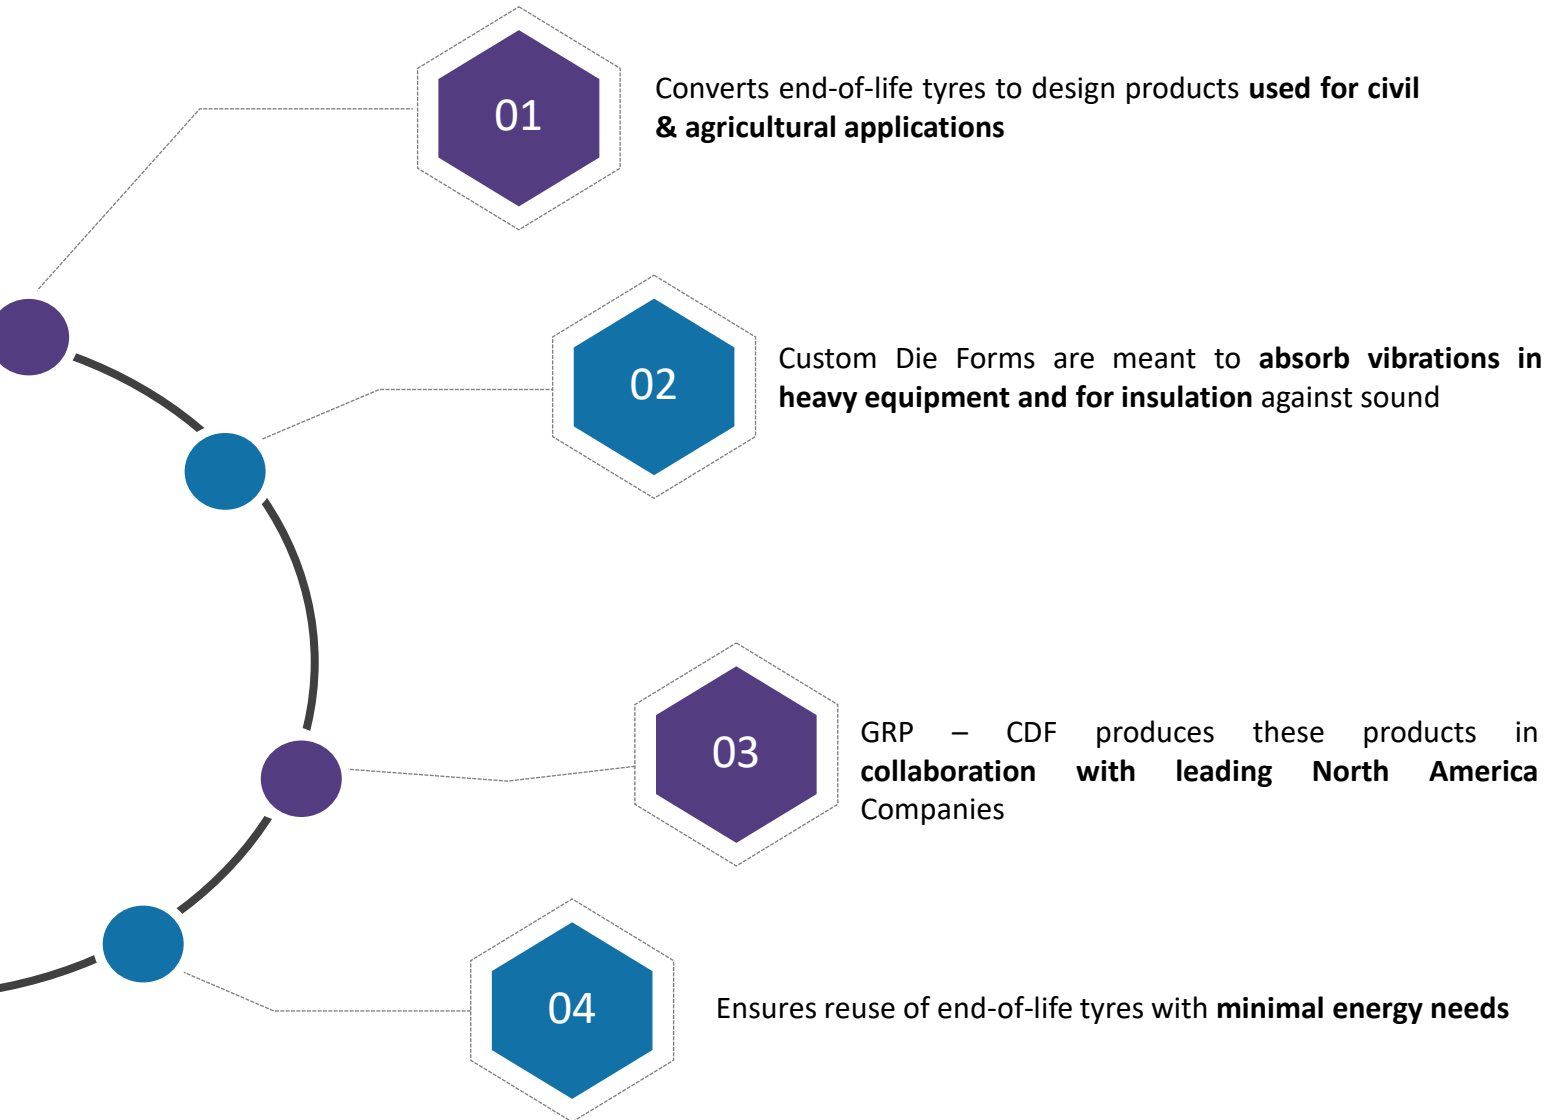 01
Converts end-of-life tyres to design products used for civil
& agricultural applications
02
Custom Die Forms are meant to absorb vibrations in
heavy equipment and for insulation against sound
03
GRP – CDF produces these products in
collaboration with leading North America
Companies
04
Ensures reuse of end-of-life tyres with minimal energy needs